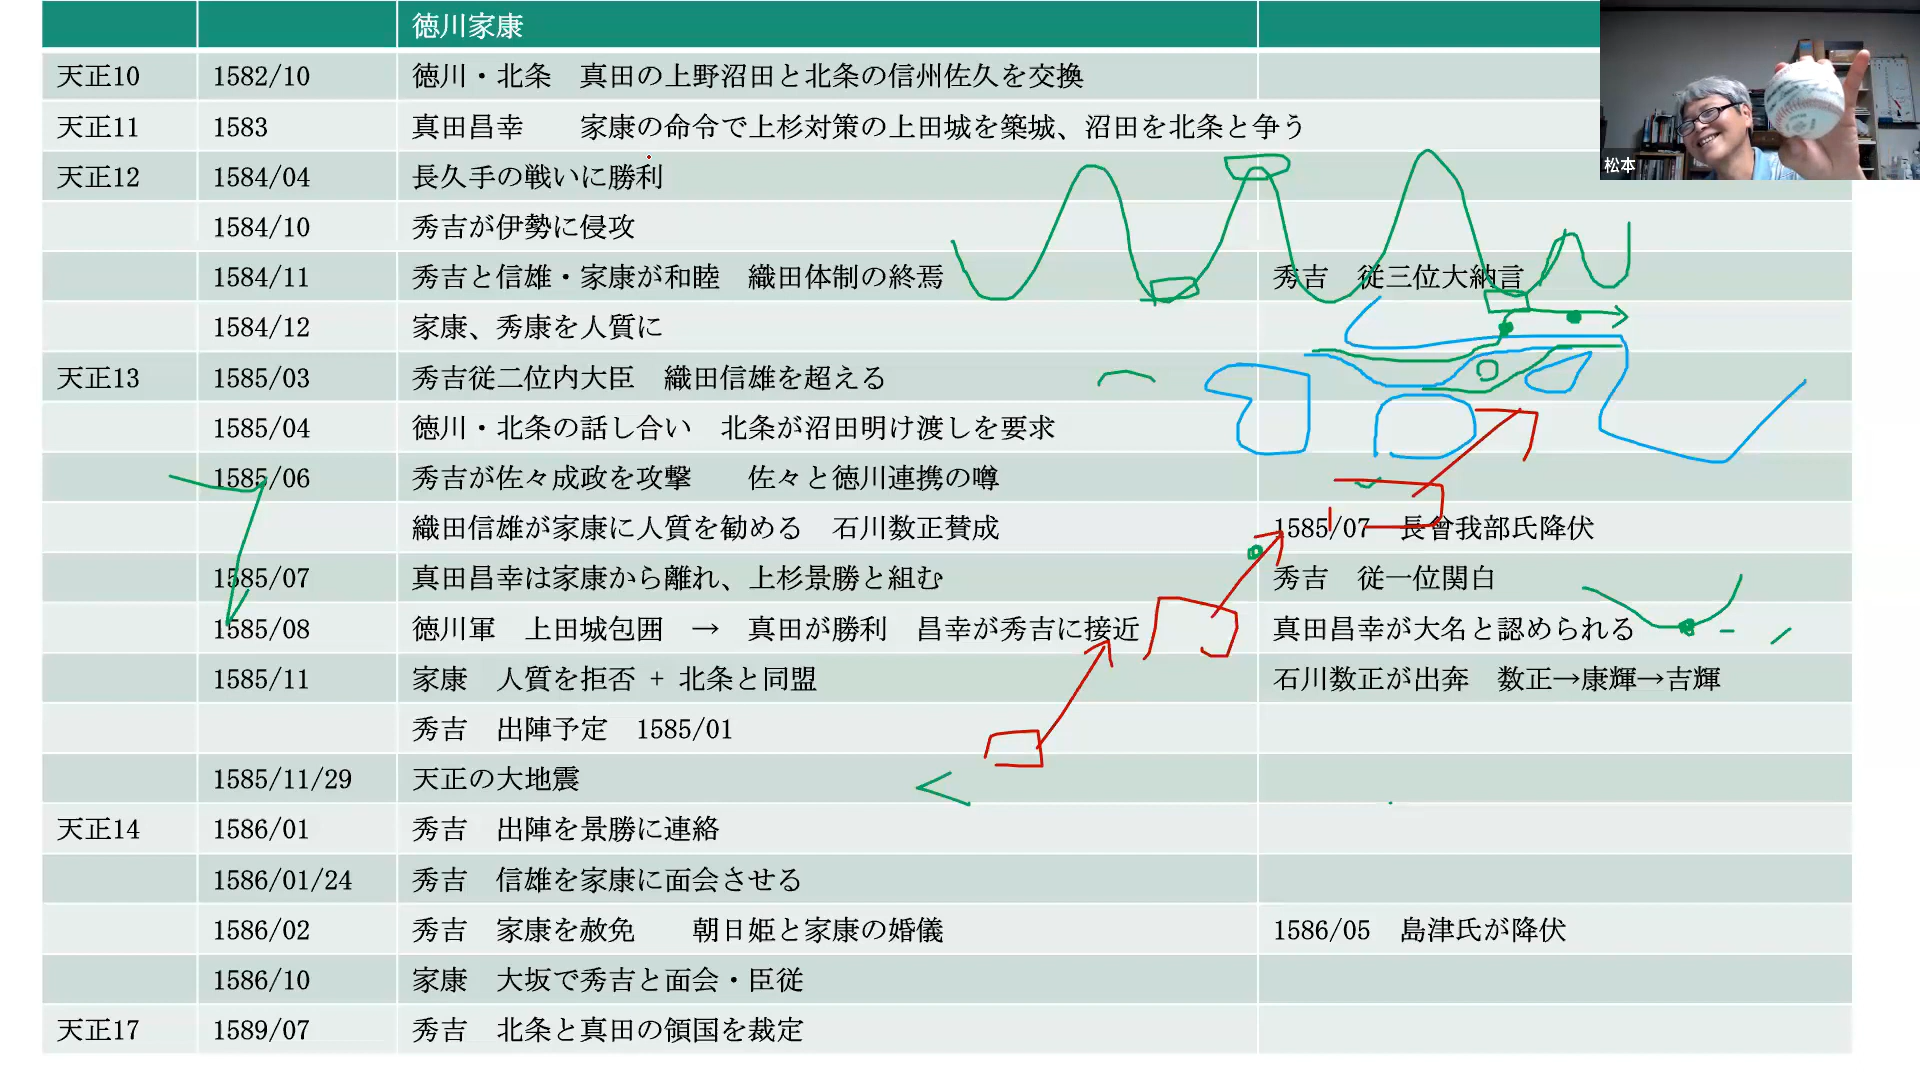 徳川家康
天正10 1582/10 徳川・北条 真田の上野沼田と北条の信州佐久を交換
天正11 1583 真田昌幸 家康の命令で上杉対策の上田城を築城、沼田を北条と争う
天正12 1584/04 長久手の戦いに勝利
1584/10 秀吉が伊勢に侵攻
1584/11 秀吉と信雄・家康が和睦 織田体制の終焉 秀吉 従三位大納言
1584/12 家康、秀康を人質に
天正13 1585/03 秀吉従二位内大臣 織田信雄を超える
1585/04 徳川・北条の話し合い 北条が沼田明け渡しを要求
1585/06 秀吉が佐々成政を攻撃 佐々と徳川連携の噂
織田信雄が家康に人質を勧める 石川数正賛成 1585/07 長曾我部氏降伏
1585/07 真田昌幸は家康から離れ、上杉景勝と組む 秀吉 従一位関白
1585/08 徳川軍 上田城包囲 → 真田が勝利 昌幸が秀吉に接近 真田昌幸が大名と認められる
1585/11 家康 人質を拒否 + 北条と同盟 石川数正が出奔 数正→康輝→吉輝
秀吉 出陣予定 1585/01
1585/11/29 天正の大地震
天正14 1586/01 秀吉 出陣を景勝に連絡
1586/01/24 秀吉 信雄を家康に面会させる
1586/02 秀吉 家康を赦免 朝日姫と家康の婚儀 1586/05 島津氏が降伏
1586/10 家康 大坂で秀吉と面会・臣従
天正17 1589/07 秀吉 北条と真田の領国を裁定
松本